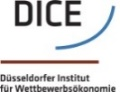 DICE
Düsseldorfer Institut
für Wettbewerbsökonomie